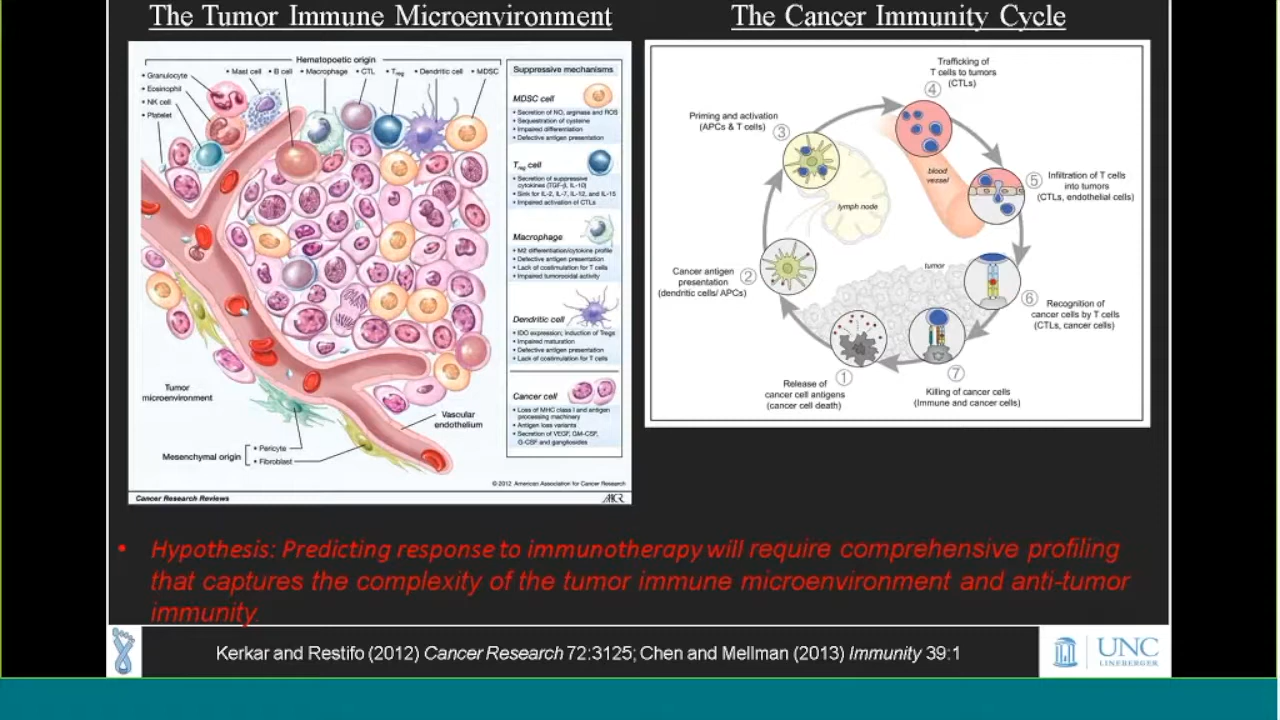 The Tumor Immune Microenvironment
Hematopoetic origin
• Granulocyte
• Eosinophil
• NK cell
• Platelet
• Mast cell • B cell • Macrophage • CTL • Treg • Dendritic cell • MDSC
Tumor
microenvironment
Vascular
endothelium
Mesenchymal origin
• Pericyte
• Fibroblast
Suppressive mechanisms
MDSC cell
• Secretion of NO, arginase and ROS
• Sequestration of cysteine
• Impaired differentiation
• Defective antigen presentation
Treg cell
• Secretion of suppressive
cytokines (TGF-β, IL-10)
• Sink for IL-2, IL-7, IL-12, and IL-15
• Impaired activation of CTLs
Macrophage
• M2 differentiation/cytokine profile
• Defective antigen presentation
• Lack of costimulation for T cells
• Impaired tumoroidal activity
Dendritic cell
• IDO expression; induction of Tregs
• Impaired maturation
• Defective antigen presentation
• Lack of costimulation for T cells
Cancer cell
• Loss of MHC class I and antigen
processing machinery
• Antigen loss variants
• Secretion of VEGF, GM-CSF,
G-CSF and gangliosides
© 2012 American Association for Cancer Research
Cancer Research Reviews
AACR
The Cancer Immunity Cycle
Trafficking of
T cells to tumors
(CTLs)
4
Priming and activation
(APCs & T cells)
3
blood
vessel
5
Infiltration of T cells
into tumors
(CTLs, endothelial cells)
lymph node
Cancer antigen
presentation
(dendritic cells/ APCs)
2
tumor
6
Recognition of
cancer cells by T cells
(CTLs, cancer cells)
1
Release of
cancer cell antigens
(cancer cell death)
7
Killing of cancer cells
(Immune and cancer cells)
• Hypothesis: Predicting response to immunotherapy will require comprehensive profiling
that captures the complexity of the tumor immune microenvironment and anti-tumor
immunity.
Kerkar and Restifo (2012) Cancer Research 72:3125; Chen and Mellman (2013) Immunity 39:1
UNC
LINEBERGER